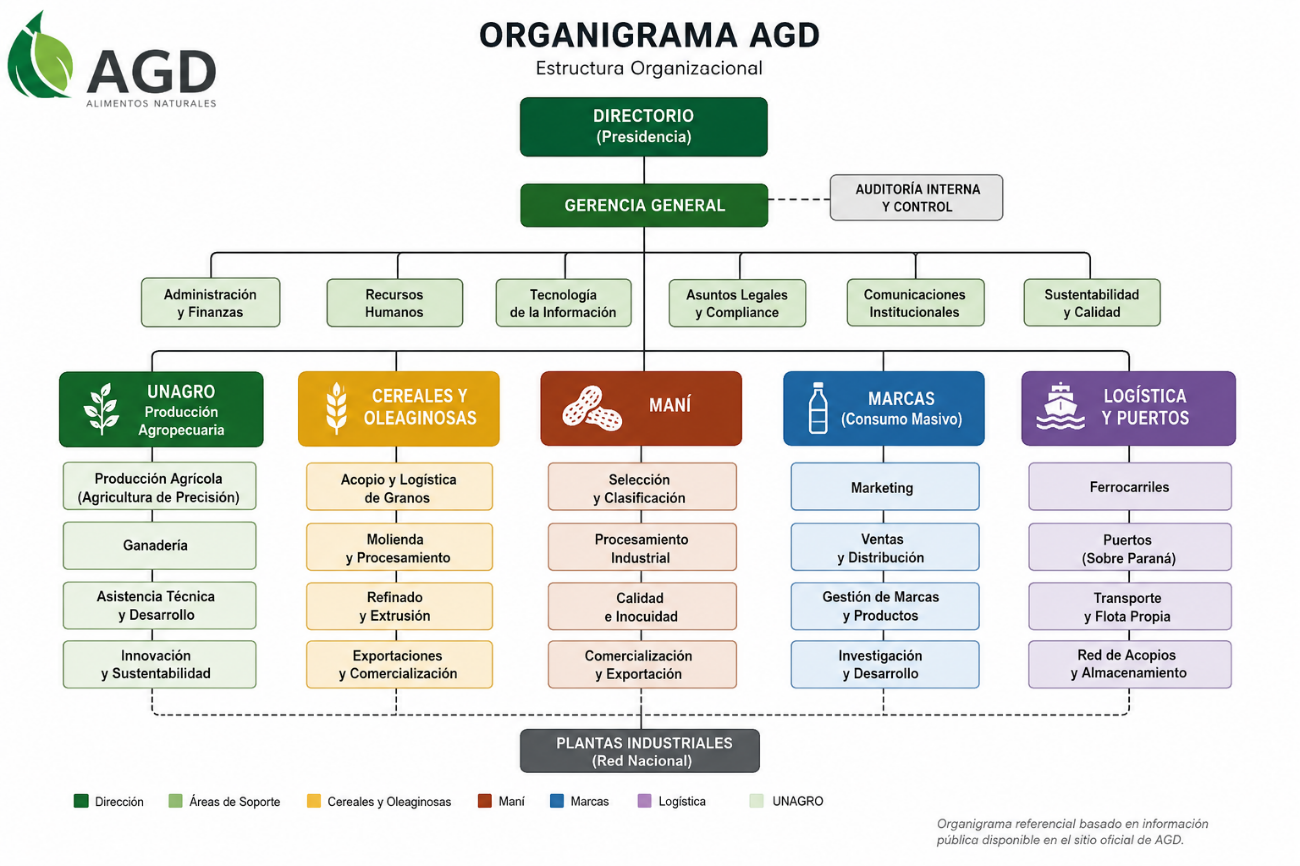 AGD
ALIMENTOS NATURALES
ORGANIGRAMA AGD
Estructura Organizacional
DIRECTORIO
(Presidencia)
GERENCIA GENERAL
AUDITORÍA INTERNA
Y CONTROL
Administración
y Finanzas
Recursos
Humanos
Tecnología
de la Información
Asuntos Legales
y Compliance
Comunicaciones
Institucionales
Sustentabilidad
y Calidad
UNAGRO
Producción
Agropecuaria
CEREALES Y
OLEAGINOSAS
MANÍ
MARCAS
(Consumo Masivo)
LOGÍSTICA
Y PUERTOS
Producción Agrícola
(Agricultura de Precisión)
Acopio y Logística
de Granos
Selección
y Clasificación
Marketing
Ferrocarriles
Ganadería
Molienda
y Procesamiento
Procesamiento
Industrial
Ventas
y Distribución
Puertos
(Sobre Paraná)
Asistencia Técnica
y Desarrollo
Refinado
y Extrusión
Calidad
e Inocuidad
Gestión de Marcas
y Productos
Transporte
y Flota Propia
Innovación
y Sustentabilidad
Exportaciones
y Comercialización
Comercialización
y Exportación
Investigación
y Desarrollo
Red de Acopios
y Almacenamiento
PLANTAS INDUSTRIALES
(Red Nacional)
Dirección
Áreas de Soporte
Cereales y Oleaginosas
Maní
Marcas
Logística
UNAGRO
Organigrama referencial basado en información
pública disponible en el sitio oficial de AGD.